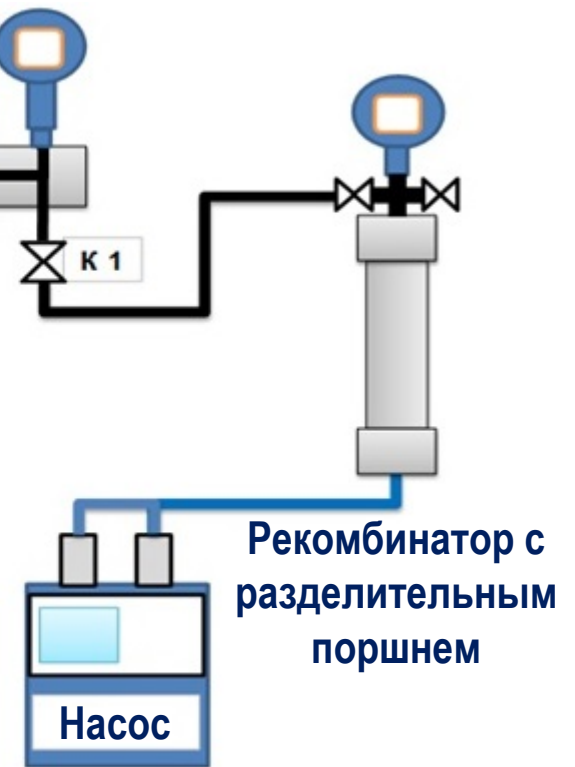 К 1
Рекомбинатор с
разделительным
поршнем
Насос